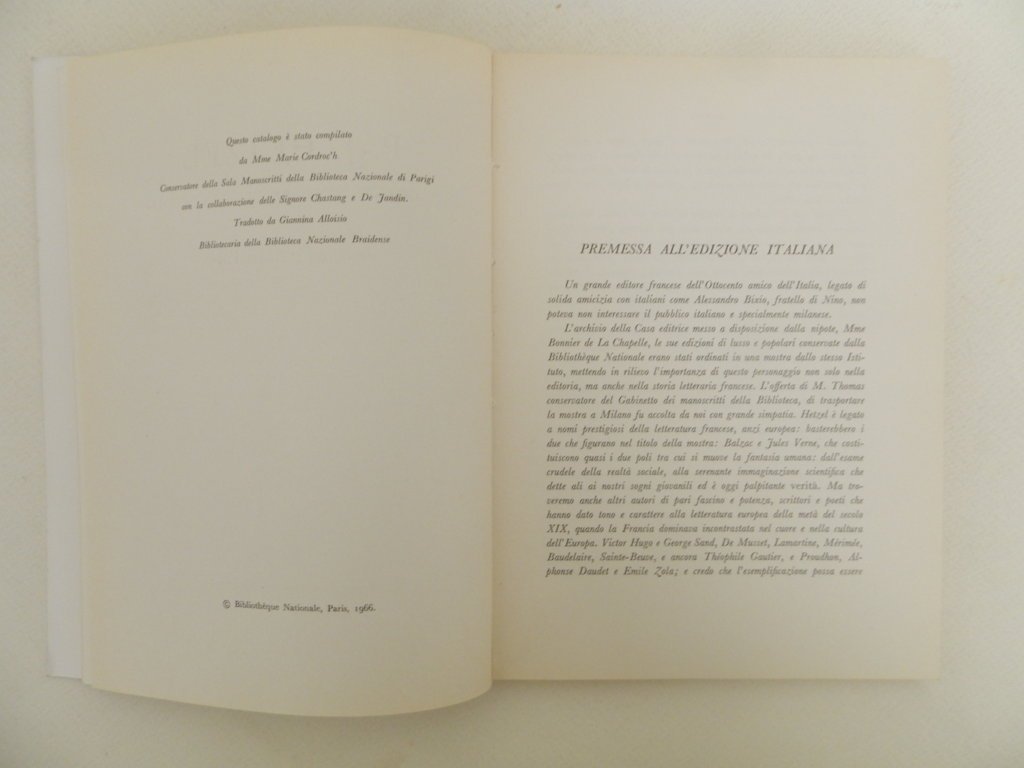 Questo catalogo è stato compilato
da Mme Marie Cordroc'h
Conservatore della Sala Manoscritti della Biblioteca Nazionale di Parigi
con la collaborazione delle Signore Chastang e De Jandin.
Tradotto da Giannina Alloisio
Bibliotecaria della Biblioteca Nazionale Braidense
© Bibliothèque Nationale, Paris, 1966.
PREMESSA ALL'EDIZIONE ITALIANA
Un grande editore francese dell'Ottocento amico dell'Italia, legato di
solida amicizia con italiani come Alessandro Bixio, fratello di Nino, non
poteva non interessare il pubblico italiano e specialmente milanese.
L'archivio della Casa editrice messo a disposizione dalla nipote, Mme
Bonnier de La Chapelle, le sue edizioni di lusso e popolari conservate dalla
Bibliothèque Nationale erano stati ordinati in una mostra dallo stesso Isti-
tuto, mettendo in rilievo l'importanza di questo personaggio non solo nella
editoria, ma anche nella storia letteraria francese. L'offerta di M. Thomas
conservatore del Gabinetto dei manoscritti della Biblioteca, di trasportare
la mostra a Milano fu accolta da noi con grande simpatia. Hetzel è legato
a nomi prestigiosi della letteratura francese, anzi europea: basterebbero i
due che figurano nel titolo della mostra: Balzac e Jules Verne, che costi-
tuiscono quasi i due poli tra cui si muove la fantasia umana: dall'esame
crudele della realtà sociale, alla serenante immaginazione scientifica che
dette ali ai nostri sogni giovanili ed è oggi palpitante verità. Ma tro-
veremo anche altri autori di pari fascino e potenza, scrittori e poeti che
hanno dato tono e carattere alla letteratura europea della metà del secolo
XIX, quando la Francia dominava incontrastata nel cuore e nella cultura
dell'Europa. Victor Hugo e George Sand, De Musset, Lamartine, Mérimée,
Baudelaire, Sainte-Beuve, e ancora Théophile Gautier, e Proudhon, Al-
phonse Daudet e Emile Zola; e credo che l'esemplificazione possa essere